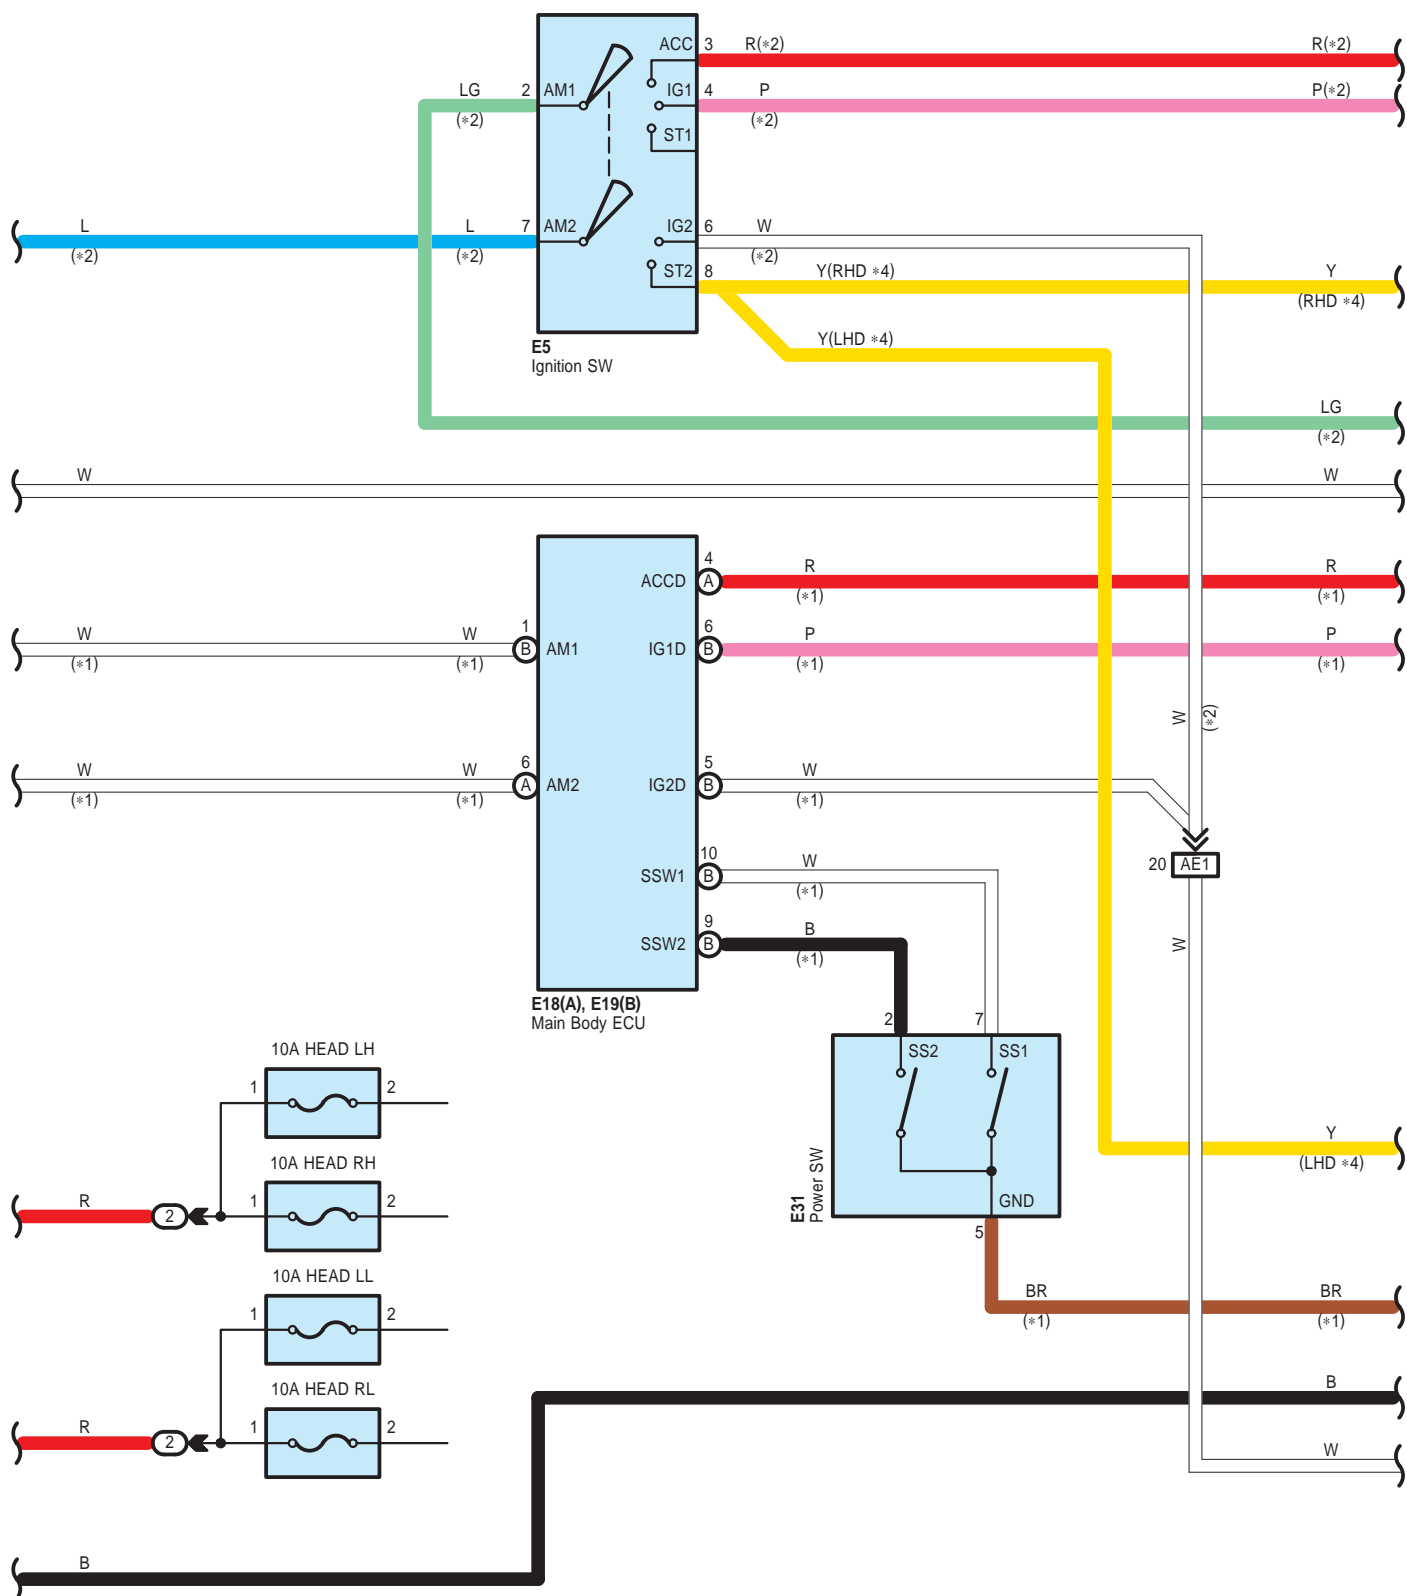 ACC 3 R(*2) R(*2)
LG 2 AM1 IG1 4 P P(*2)
(*2) (*2)
ST1
L L 7 AM2 IG2 6 W
(*2) (*2) (*2)
ST2 8 Y(RHD *4) Y
(RHD *4)
Y(LHD *4)
E5
Ignition SW
LG
(*2)
W W
4
ACCD A R R
(*1) (*1)
1 6
W W B AM1 IG1D B P P
(*1) (*1) (*1) (*1)
W (*2)
6 5
W W A AM2 IG2D B W
(*1) (*1) (*1)
10
SSW1 B W
(*1)
20 AE1
9
SSW2 B B
(*1)
W
E18(A), E19(B)
Main Body ECU
2 7
SS2 SS1
10A HEAD LH
1 2
10A HEAD RH
R 2 1 2
E31
Power SW
GND
5
Y
(LHD *4)
10A HEAD LL
1 2
BR BR
(*1) (*1)
10A HEAD RL
R 2 1 2
B
W
B